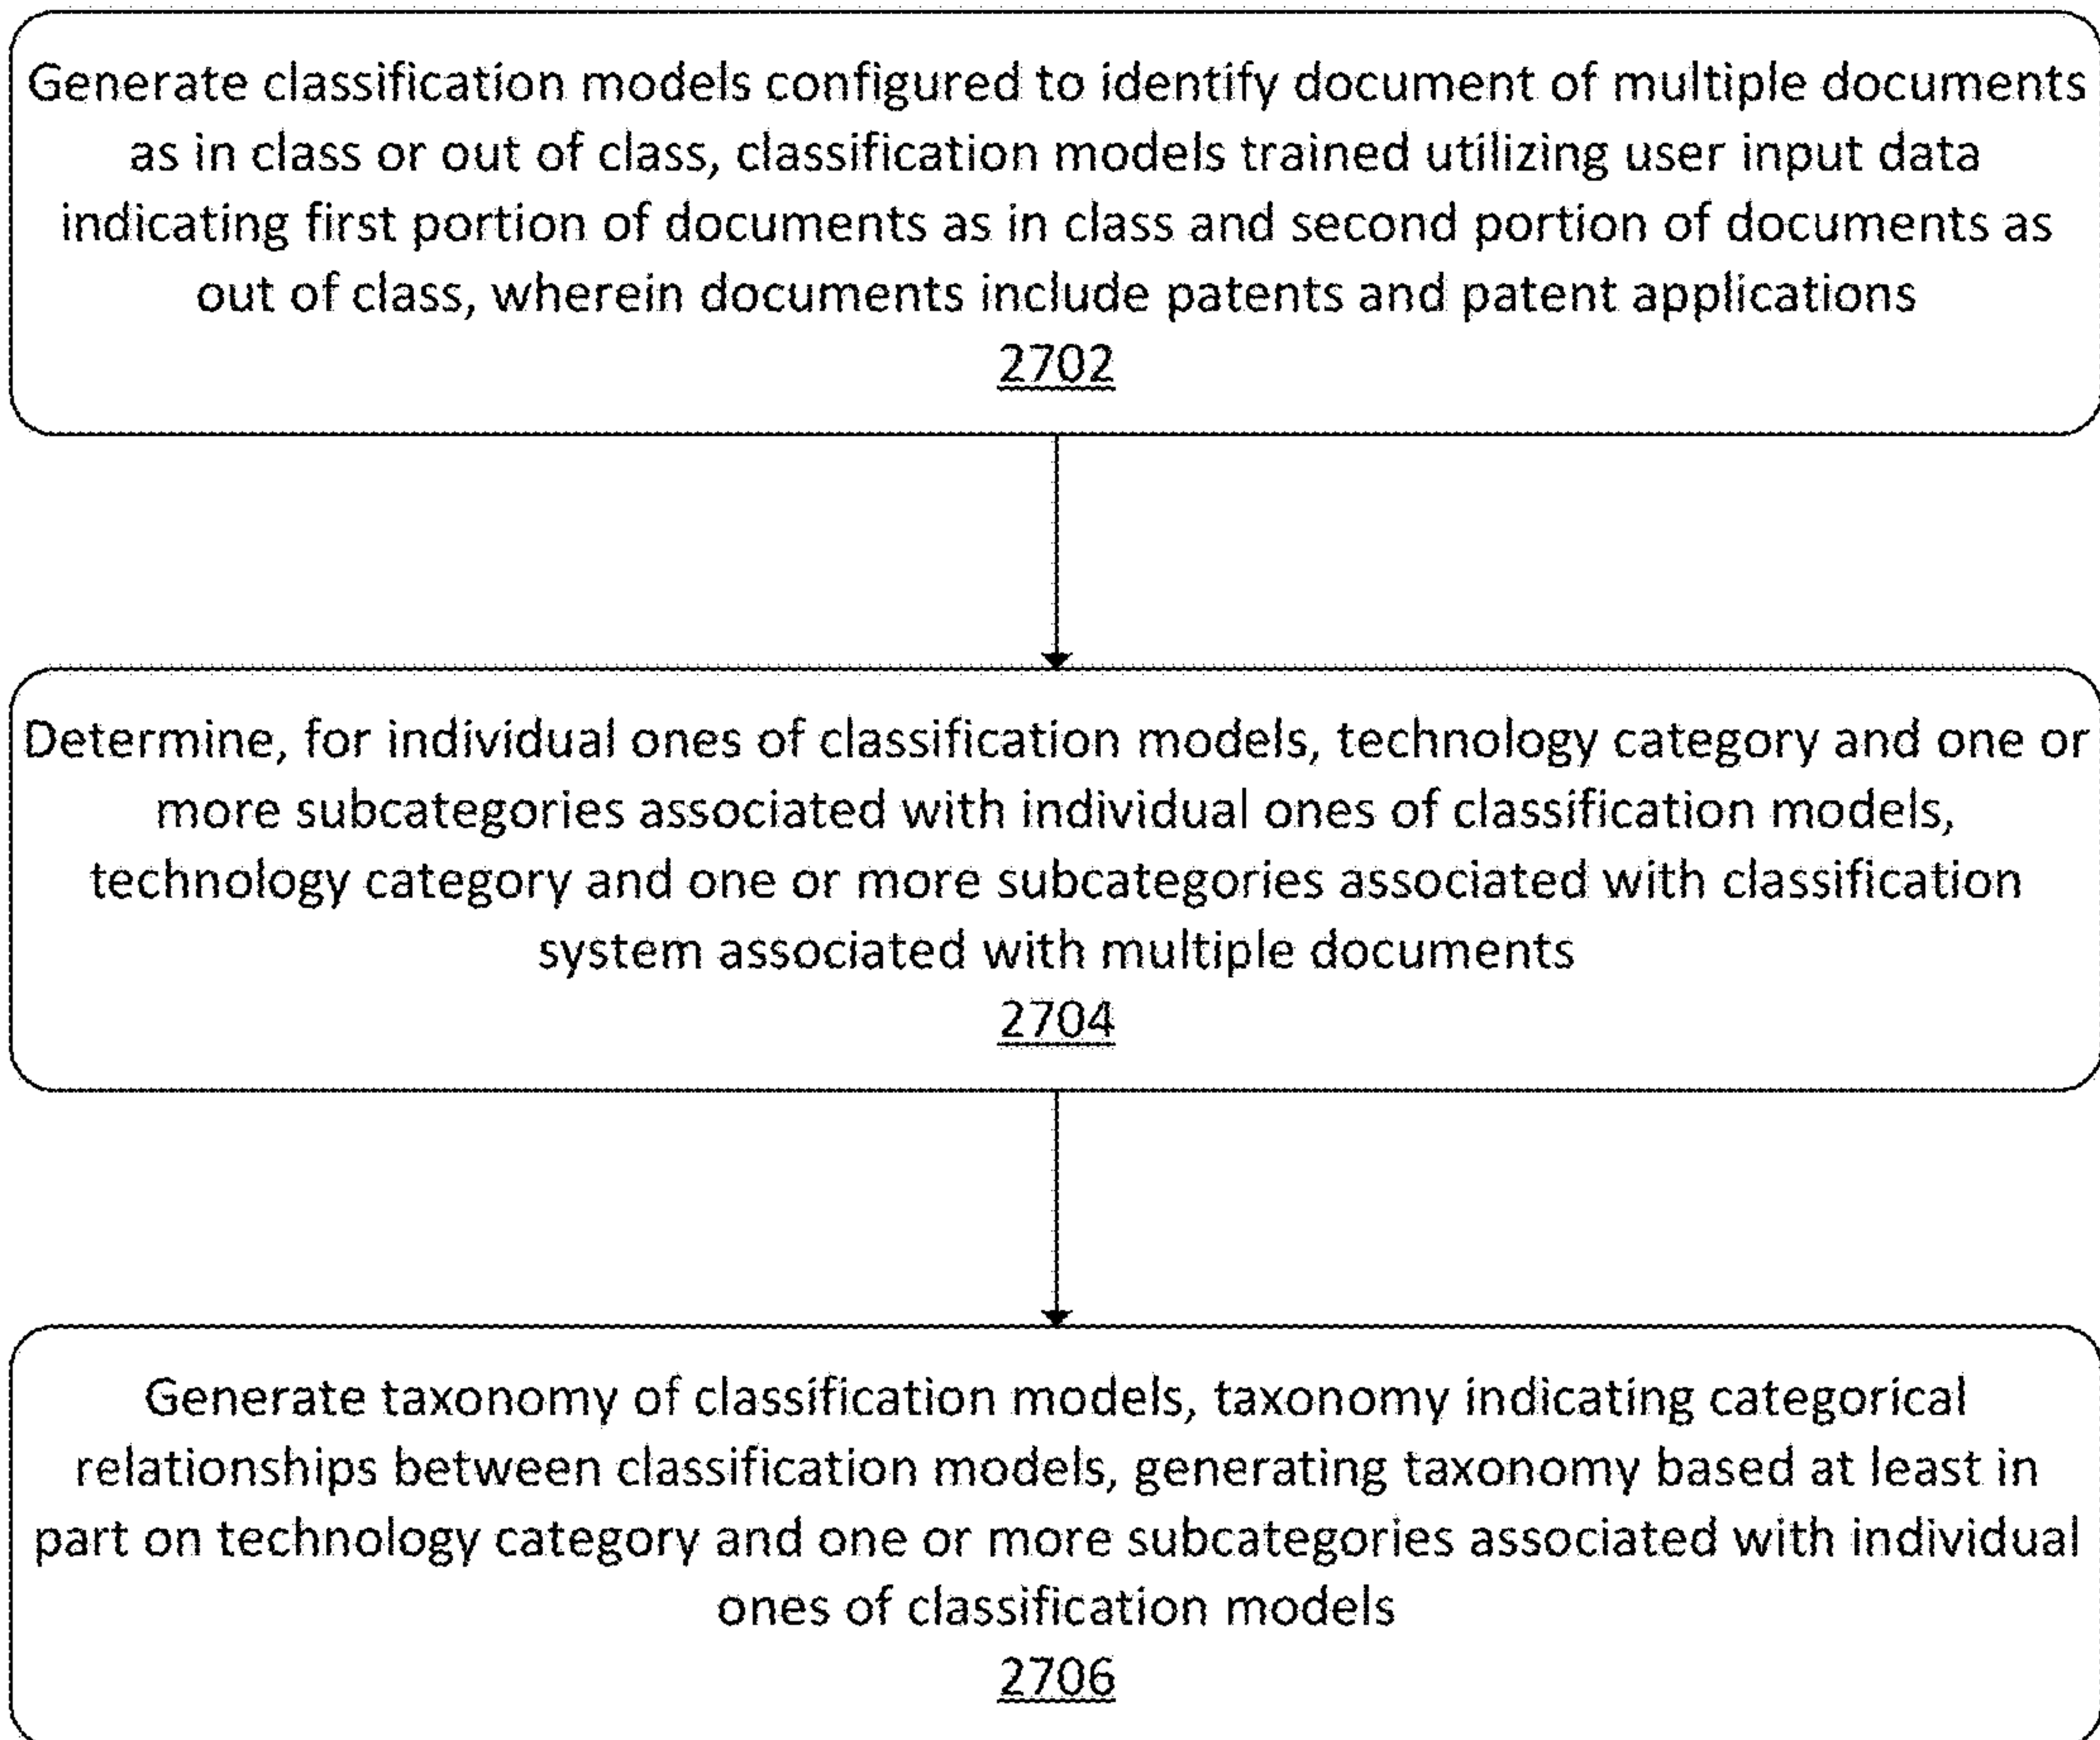 Generate classification models configured to identify document of multiple documents
as in class or out of class, classification models trained utilizing user input data
indicating first portion of documents as in class and second portion of documents as
out of class, wherein documents include patents and patent applications
2702
Determine, for individual ones of classification models, technology category and one or
more subcategories associated with individual ones of classification models,
technology category and one or more subcategories associated with classification
system associated with multiple documents
2704
Generate taxonomy of classification models, taxonomy indicating categorical
relationships between classification models, generating taxonomy based at least in
part on technology category and one or more subcategories associated with individual
ones of classification models
2706